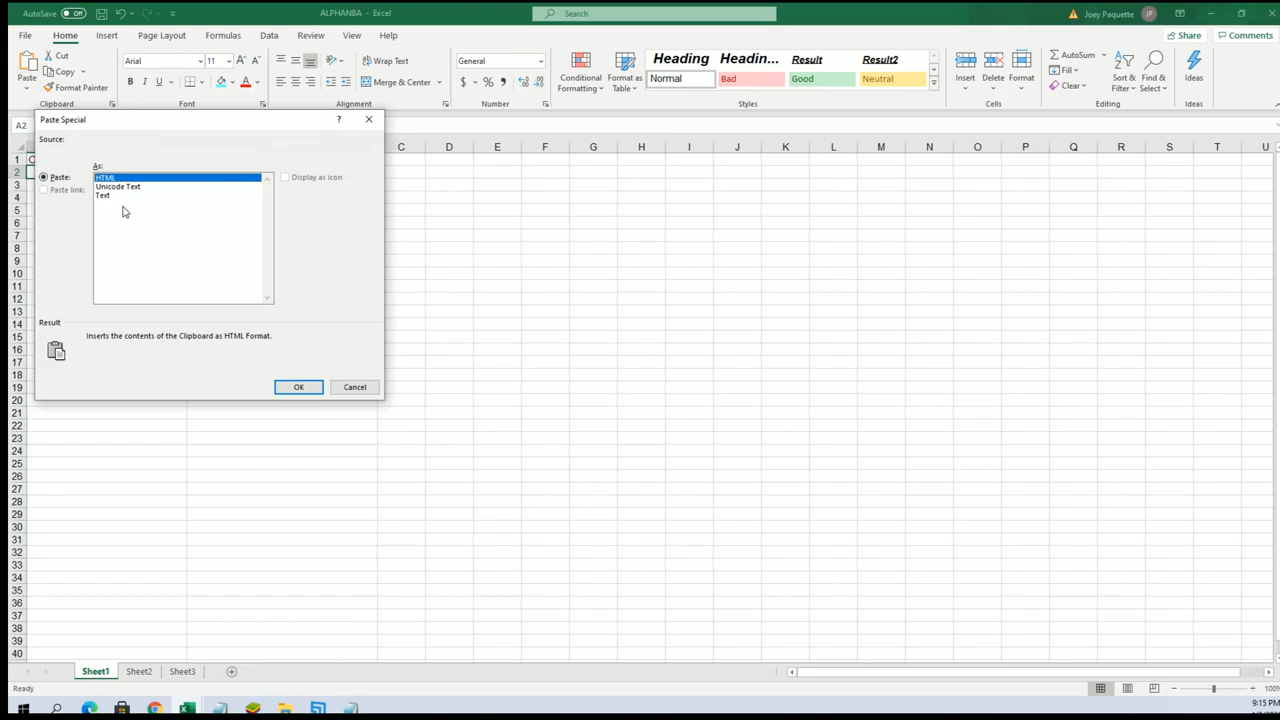 AutoSave Off ALPHANBA - Excel Search Joey Paquette JP
File Home Insert Page Layout Formulas Data Review View Help Share Comments
Paste Cut Copy Format Painter Clipboard
Arial 11 B I U Font
Wrap Text Merge & Center Alignment
General $ % Number
Conditional Formatting Format as Table
Heading Headin... Result Result2
Normal Bad Good Neutral
Styles
Insert Delete Format Cells
AutoSum Fill Clear Sort & Filter Find & Select Editing
Ideas Ideas
A2
Paste Special ?
Source:
As:
Paste: HTML Display as icon
Paste link: Unicode Text
Text
Result
Inserts the contents of the Clipboard as HTML Format.
OK Cancel
C D E F G H I J K L M N O P Q R S T U
1
2
3
4
5
6
7
8
9
10
11
12
13
14
15
16
17
18
19
20
21
22
23
24
25
26
27
28
29
30
31
32
33
34
35
36
37
38
39
40
Sheet1 Sheet2 Sheet3
Ready 100%
9:15 PM